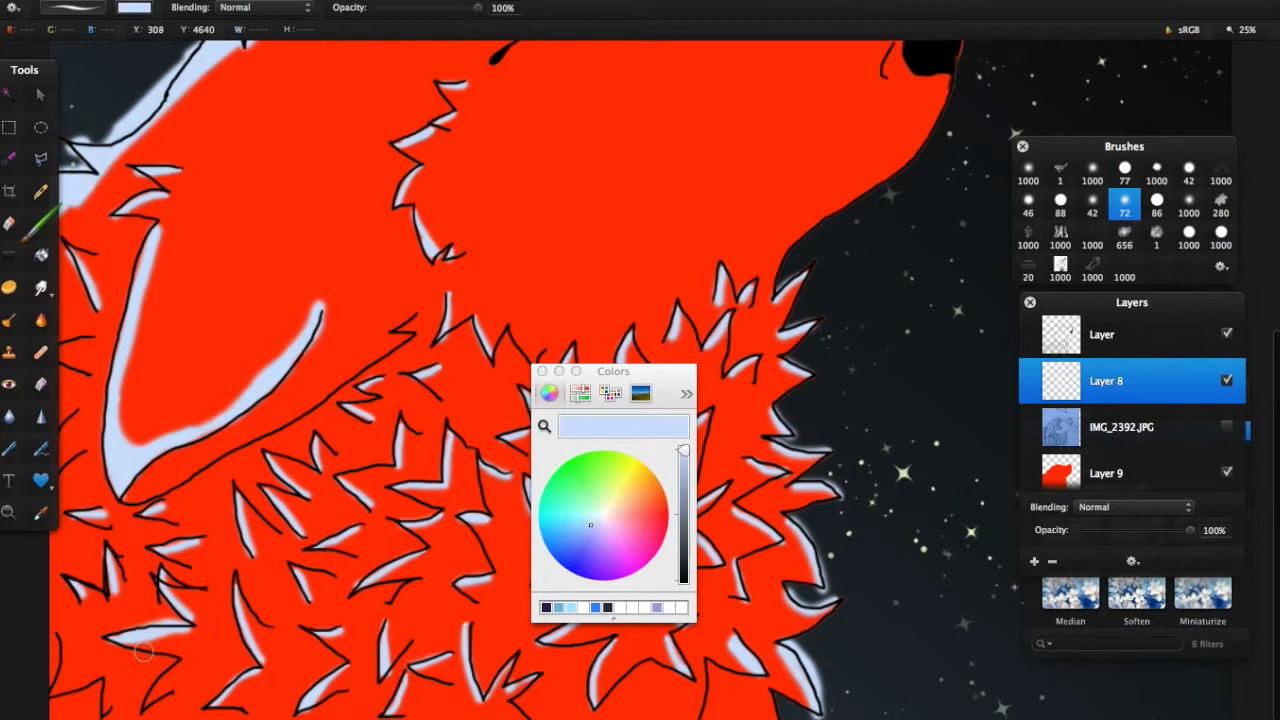 Blending: Normal Opacity: 100%
R: --- G: --- B: --- X: 308 Y: 4640 W: --- H: --- sRGB 25%
Tools
Brushes
1000 1 1000 77 1000 42 1000
46 88 42 72 86 1000 280
1000 1000 1000 656 1 1000 1000
20 1000 1000 1000
Layers
Layer
Layer 8
IMG_2392.JPG
Layer 9
Blending: Normal
Opacity: 100%
Median Soften Miniaturize
6 filters
Colors
T